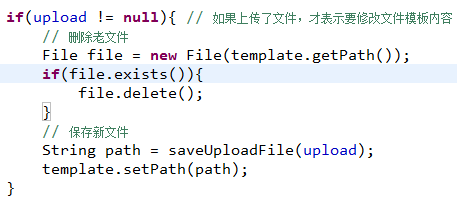 if(upload != null){ // 如果上传了文件，才表示要修改文件模板内容
// 删除老文件
File file = new File(template.getPath());
if(file.exists()){
file.delete();
}
// 保存新文件
String path = saveUploadFile(upload);
template.setPath(path);
}